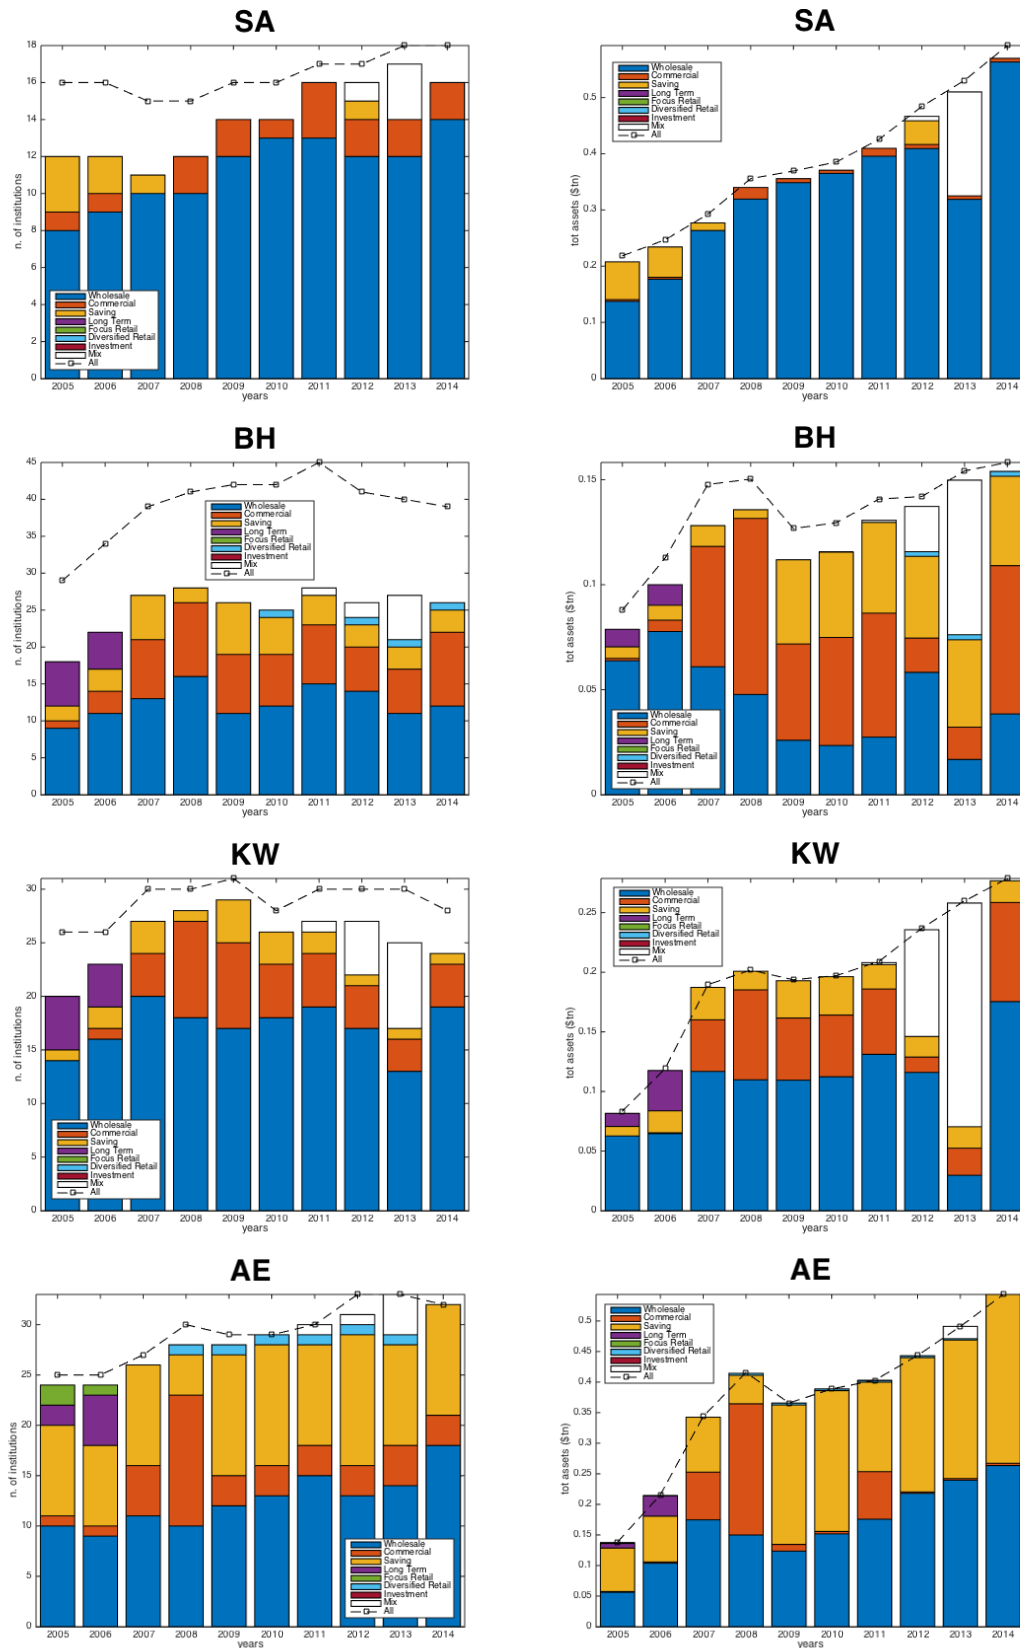 SA
18
16
14
12
10
8
6
4
2
0
n. of institutions
Wholesale
Commercial
Saving
Long Term
Focus Retail
Diversified Retail
Investment
Mix
All
2005 2006 2007 2008 2009 2010 2011 2012 2013 2014
years
SA
0.5
0.4
0.3
0.2
0.1
0
tot assets ($tn)
Wholesale
Commercial
Saving
Long Term
Focus Retail
Diversified Retail
Investment
Mix
All
2005 2006 2007 2008 2009 2010 2011 2012 2013 2014
years
BH
45
40
35
30
25
20
15
10
5
0
n. of institutions
Wholesale
Commercial
Saving
Long Term
Focus Retail
Diversified Retail
Investment
Mix
All
2005 2006 2007 2008 2009 2010 2011 2012 2013 2014
years
BH
0.15
0.1
0.05
0
tot assets ($tn)
Wholesale
Commercial
Saving
Long Term
Focus Retail
Diversified Retail
Investment
Mix
All
2005 2006 2007 2008 2009 2010 2011 2012 2013 2014
years
KW
30
25
20
15
10
5
0
n. of institutions
Wholesale
Commercial
Saving
Long Term
Focus Retail
Diversified Retail
Investment
Mix
All
2005 2006 2007 2008 2009 2010 2011 2012 2013 2014
years
KW
0.25
0.2
0.15
0.1
0.05
0
tot assets ($tn)
Wholesale
Commercial
Saving
Long Term
Focus Retail
Diversified Retail
Investment
Mix
All
2005 2006 2007 2008 2009 2010 2011 2012 2013 2014
years
AE
30
25
20
15
10
5
0
n. of institutions
Wholesale
Commercial
Saving
Long Term
Focus Retail
Diversified Retail
Investment
Mix
All
2005 2006 2007 2008 2009 2010 2011 2012 2013 2014
years
AE
0.5
0.45
0.4
0.35
0.3
0.25
0.2
0.15
0.1
0.05
0
tot assets ($tn)
Wholesale
Commercial
Saving
Long Term
Focus Retail
Diversified Retail
Investment
Mix
All
2005 2006 2007 2008 2009 2010 2011 2012 2013 2014
years